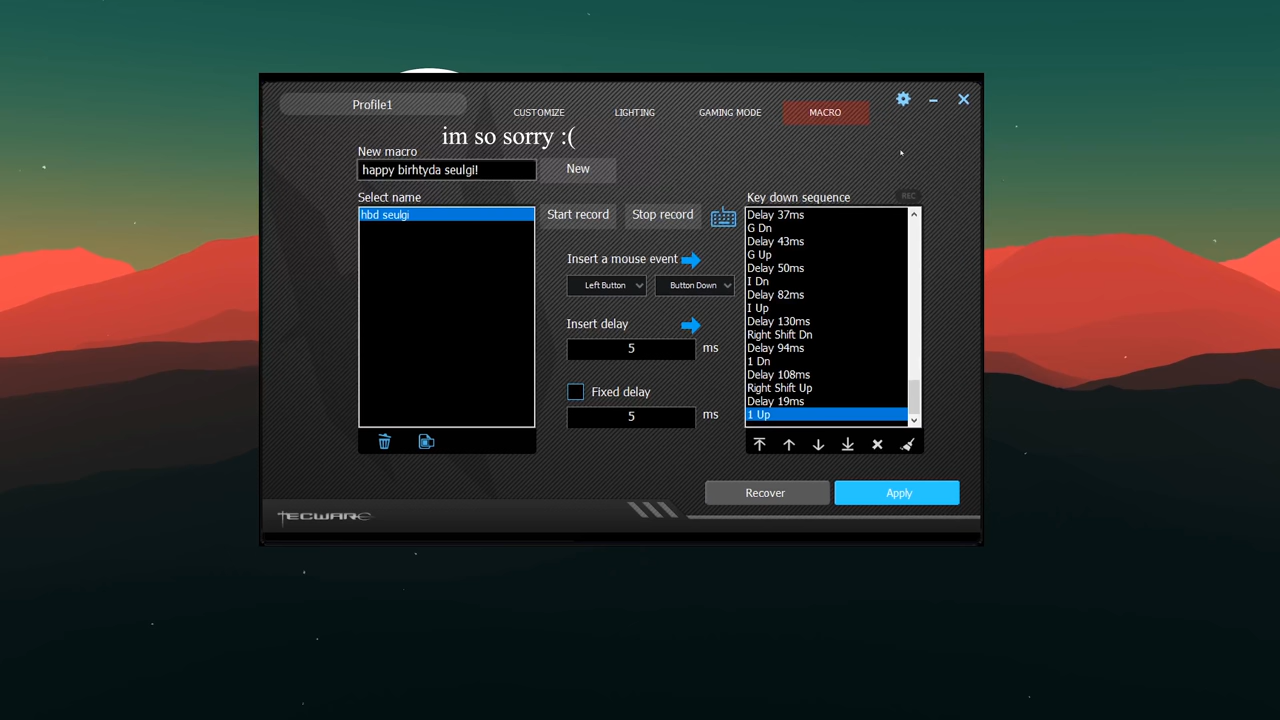 Profile1
CUSTOMIZE
LIGHTING
GAMING MODE
MACRO
im so sorry :(
New macro
happy birhtyda seulgi!
New
Select name
hbd seulgi
Start record
Stop record
Insert a mouse event
Left Button
Button Down
Insert delay
5
ms
Fixed delay
5
ms
Key down sequence
REC
Delay 37ms
G Dn
Delay 43ms
G Up
Delay 50ms
I Dn
Delay 82ms
I Up
Delay 130ms
Right Shift Dn
Delay 94ms
1 Dn
Delay 108ms
Right Shift Up
Delay 19ms
1 Up
Recover
Apply
TECWARE